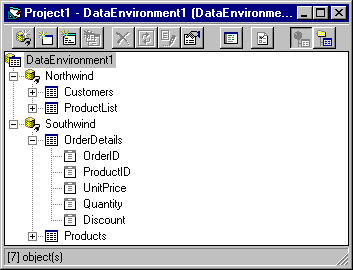 Project1 - DataEnvironment1 (DataEnvironme...
DataEnvironment1
Northwind
Customers
ProductList
Southwind
OrderDetails
OrderID
ProductID
UnitPrice
Quantity
Discount
Products
[7] object(s)